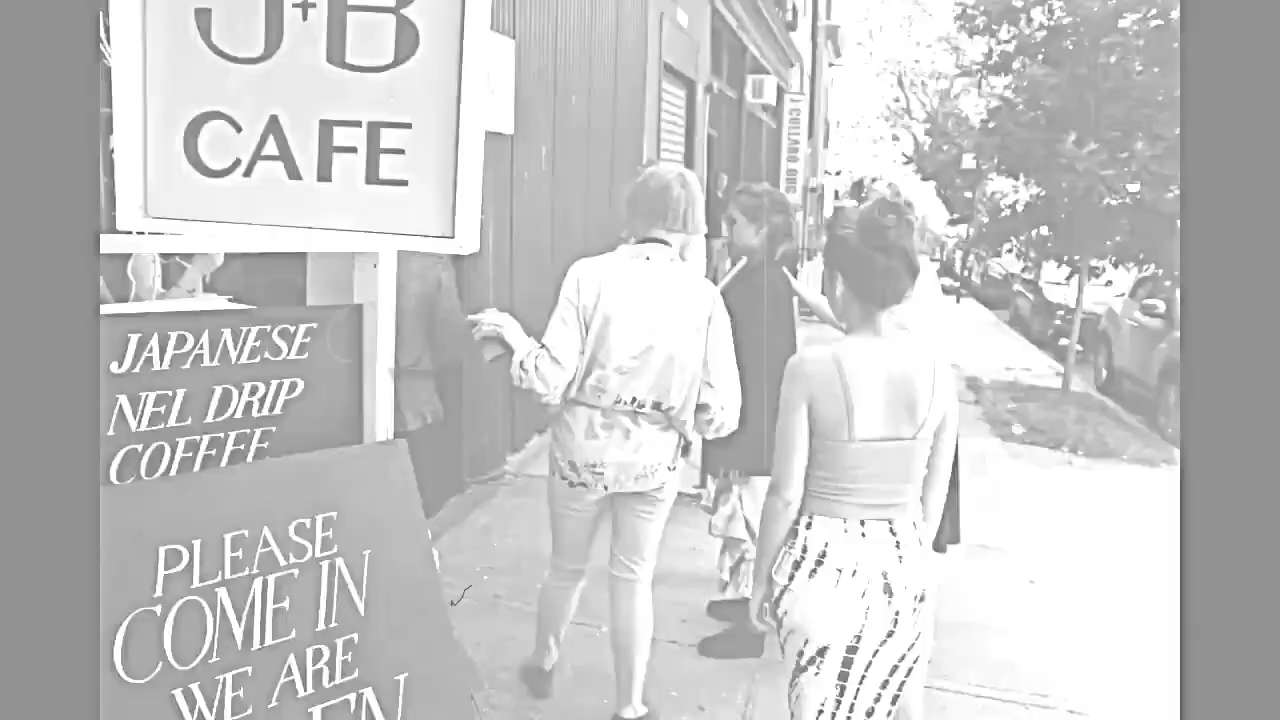 J+B
CAFE
JAPANESE
NEL DRIP
COFFEE
PLEASE
COME IN
WE ARE